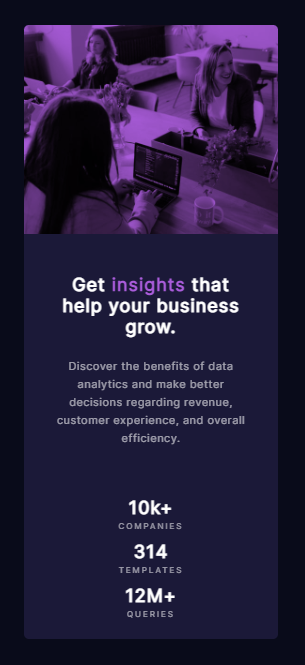 Get insights that
help your business
grow.
Discover the benefits of data
analytics and make better
decisions regarding revenue,
customer experience, and overall
efficiency.
10k+
COMPANIES
314
TEMPLATES
12M+
QUERIES